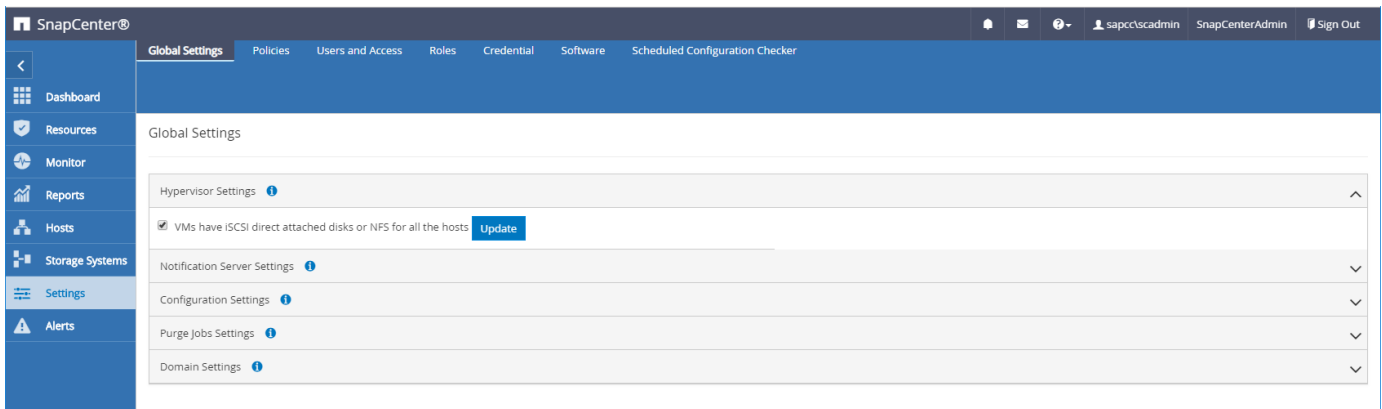 SnapCenter®
sapcc\scadmin SnapCenterAdmin Sign Out
Global Settings Policies Users and Access Roles Credential Software Scheduled Configuration Checker
Dashboard
Resources
Monitor
Reports
Hosts
Storage Systems
Settings
Alerts
Global Settings
Hypervisor Settings
VMs have iSCSI direct attached disks or NFS for all the hosts Update
Notification Server Settings
Configuration Settings
Purge Jobs Settings
Domain Settings